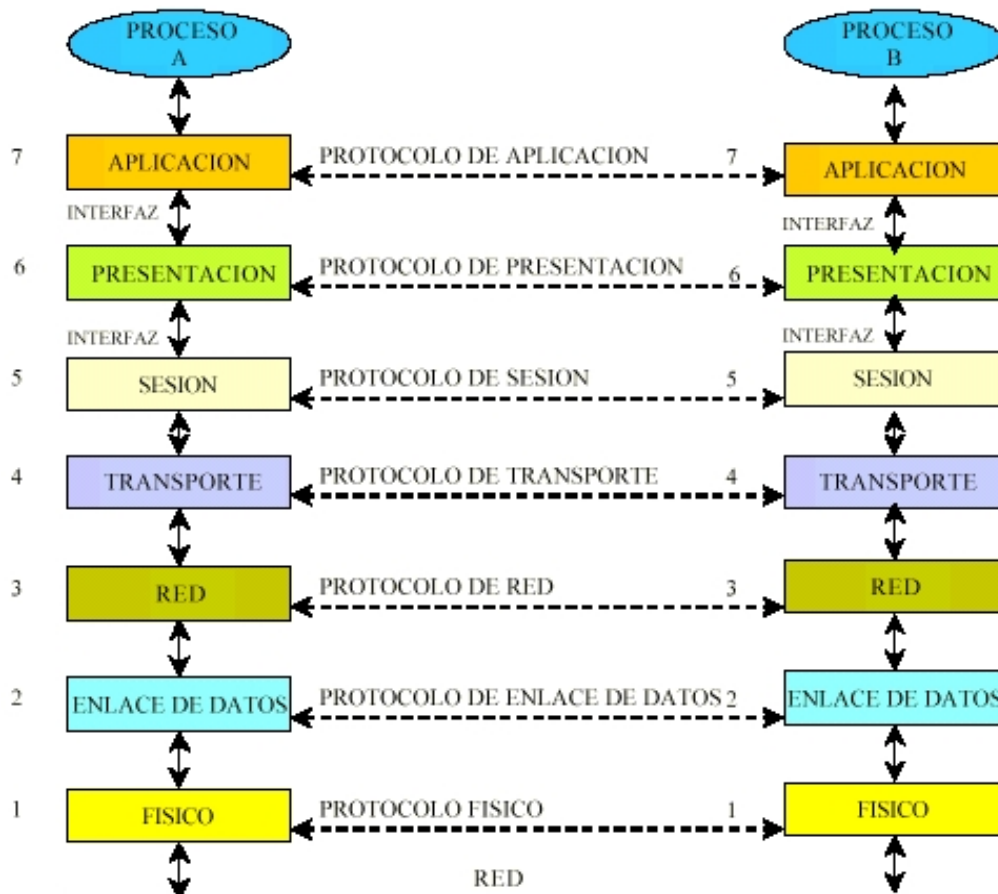 PROCESO
A
PROCESO
B
7
APLICACION
PROTOCOLO DE APLICACION
7
APLICACION
INTERFAZ
INTERFAZ
6
PRESENTACION
PROTOCOLO DE PRESENTACION
6
PRESENTACION
INTERFAZ
INTERFAZ
5
SESION
PROTOCOLO DE SESION
5
SESION
4
TRANSPORTE
PROTOCOLO DE TRANSPORTE
4
TRANSPORTE
3
RED
PROTOCOLO DE RED
3
RED
2
ENLACE DE DATOS
PROTOCOLO DE ENLACE DE DATOS
2
ENLACE DE DATOS
1
FISICO
PROTOCOLO FISICO
1
FISICO
RED